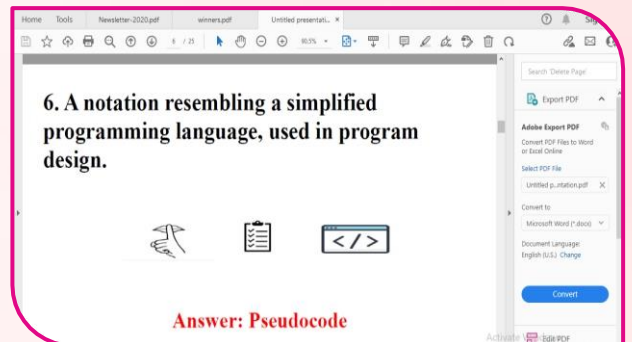 Home Tools Newsletter-2020.pdf winners.pdf Untitled presentati... ×
6 / 25 80.5%
6. A notation resembling a simplified
programming language, used in program
design.
</>
Answer: Pseudocode
Search 'Delete Page'
Export PDF
Adobe Export PDF
Convert PDF Files to Word
or Excel Online
Select PDF File
Untitled p...ntation.pdf X
Convert to
Microsoft Word (*.docx)
Document Language:
English (U.S.) Change
Convert
Edit PDF